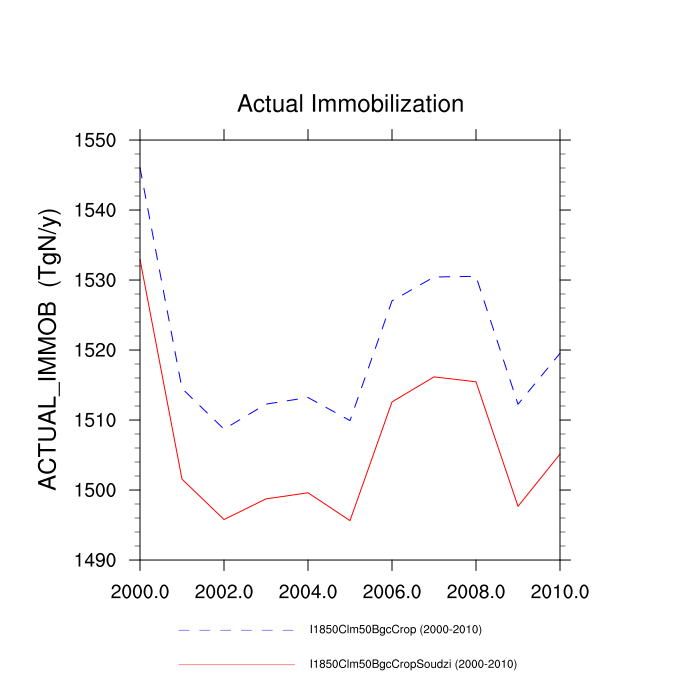 Actual Immobilization
ACTUAL_IMMOB (TgN/y)
1550
1540
1530
1520
1510
1500
1490
2000.0 2002.0 2004.0 2006.0 2008.0 2010.0
I1850Clm50BgcCrop (2000-2010)
I1850Clm50BgcCropSoudzi (2000-2010)